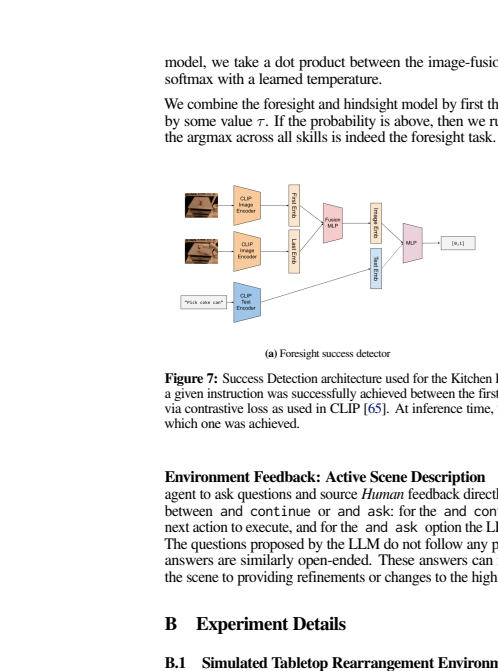 model, we take a dot product between the image-fusio
softmax with a learned temperature.
We combine the foresight and hindsight model by first th
by some value τ. If the probability is above, then we ru
the argmax across all skills is indeed the foresight task.
CLIP
Image
Encoder
First Emb
Fusion
MLP
Image Emb
CLIP
Image
Encoder
Last Emb
MLP
[0,1]
Text Emb
"Pick coke can"
CLIP
Text
Encoder
(a) Foresight success detector
Figure 7: Success Detection architecture used for the Kitchen
a given instruction was successfully achieved between the first
via contrastive loss as used in CLIP [65]. At inference time,
which one was achieved.
Environment Feedback: Active Scene Description
agent to ask questions and source Human feedback directl
between and continue or and ask: for the and con
next action to execute, and for the and ask option the LL
The questions proposed by the LLM do not follow any p
answers are similarly open-ended. These answers can
the scene to providing refinements or changes to the high
B Experiment Details
B.1 Simulated Tabletop Rearrangement Environm